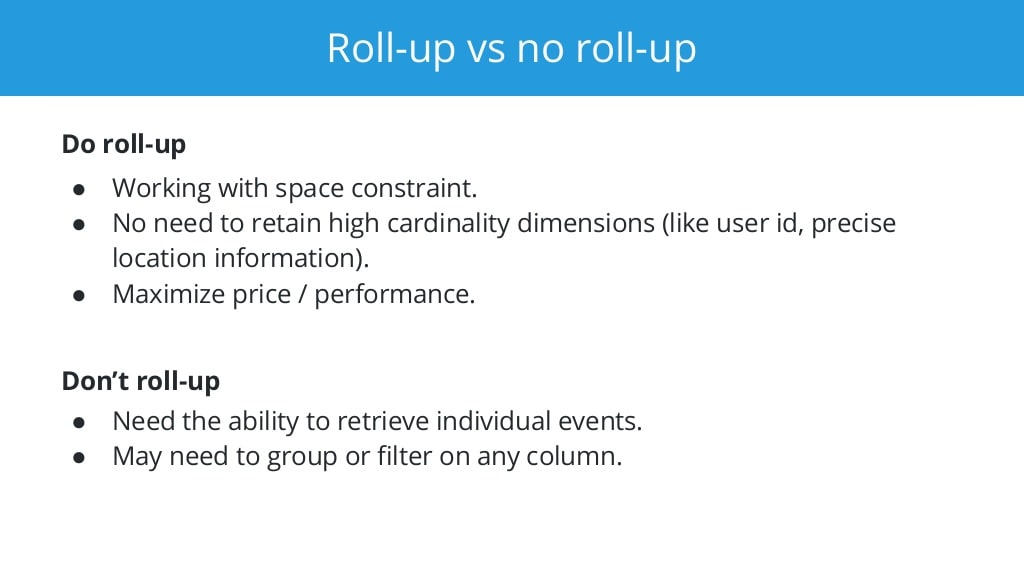 Roll-up vs no roll-up
Do roll-up
● Working with space constraint.
● No need to retain high cardinality dimensions (like user id, precise
location information).
● Maximize price / performance.
Don’t roll-up
● Need the ability to retrieve individual events.
● May need to group or filter on any column.